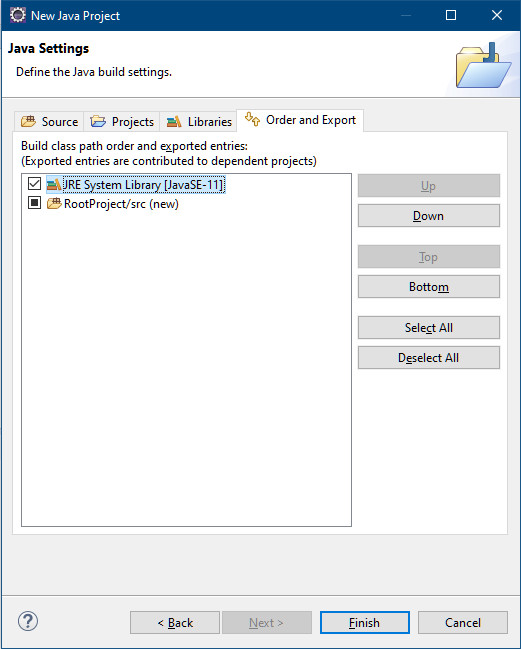 New Java Project
Java Settings
Define the Java build settings.
Source Projects Libraries Order and Export
Build class path order and exported entries:
(Exported entries are contributed to dependent projects)
JRE System Library [JavaSE-11]
RootProject/src (new)
Up
Down
Top
Bottom
Select All
Deselect All
?
< Back Next > Finish Cancel